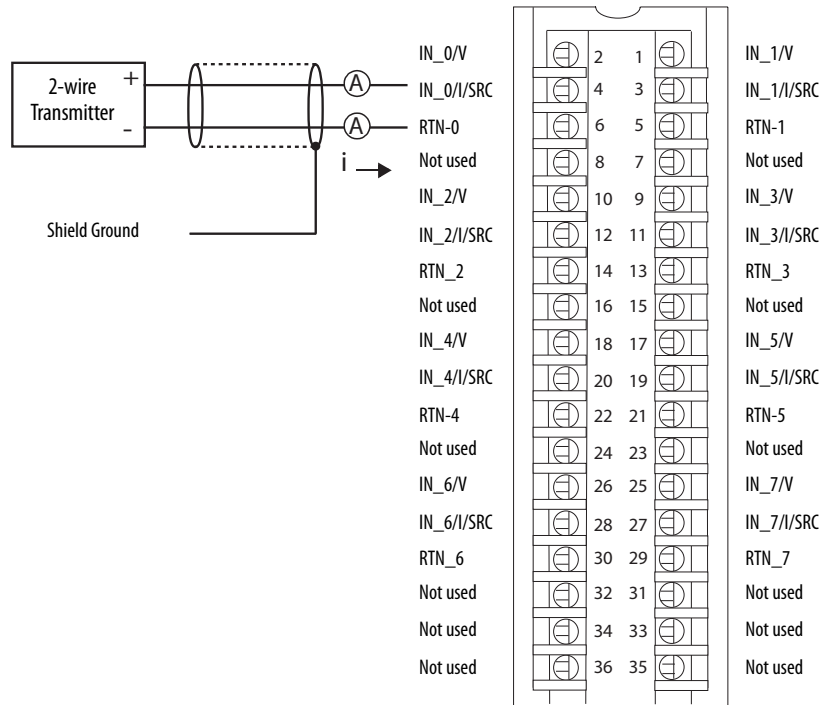 IN_0/V 2 1 IN_1/V
2-wire Transmitter + A IN_0/I/SRC 4 3 IN_1/I/SRC
- A RTN-0 6 5 RTN-1
i Not used 8 7 Not used
IN_2/V 10 9 IN_3/V
Shield Ground IN_2/I/SRC 12 11 IN_3/I/SRC
RTN_2 14 13 RTN_3
Not used 16 15 Not used
IN_4/V 18 17 IN_5/V
IN_4/I/SRC 20 19 IN_5/I/SRC
RTN-4 22 21 RTN-5
Not used 24 23 Not used
IN_6/V 26 25 IN_7/V
IN_6/I/SRC 28 27 IN_7/I/SRC
RTN_6 30 29 RTN_7
Not used 32 31 Not used
Not used 34 33 Not used
Not used 36 35 Not used